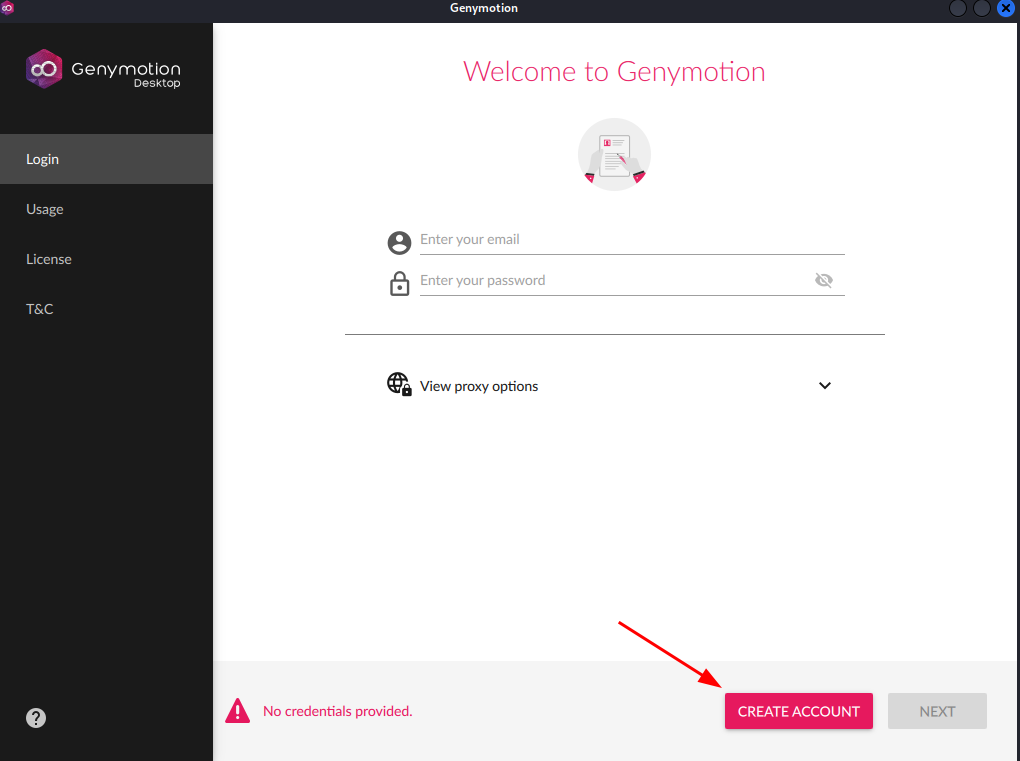 Genymotion
Genymotion
Desktop
Login
Usage
License
T&C
Welcome to Genymotion
Enter your email
Enter your password
View proxy options
No credentials provided.
CREATE ACCOUNT
NEXT